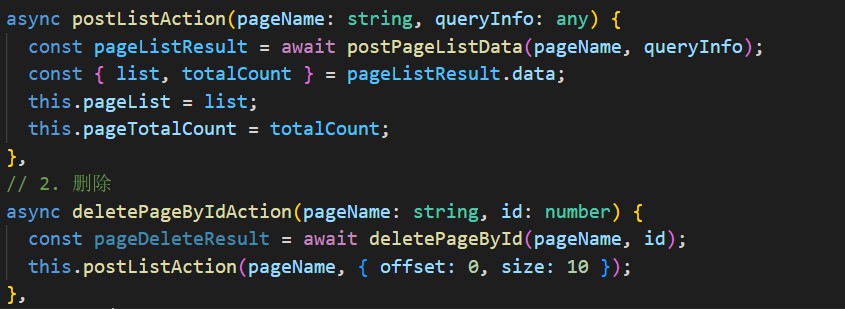 async postListAction(pageName: string, queryInfo: any) {
  const pageListResult = await postPageListData(pageName, queryInfo);
  const { list, totalCount } = pageListResult.data;
  this.pageList = list;
  this.pageTotalCount = totalCount;
},
// 2. 删除
async deletePageByIdAction(pageName: string, id: number) {
  const pageDeleteResult = await deletePageById(pageName, id);
  this.postListAction(pageName, { offset: 0, size: 10 });
},